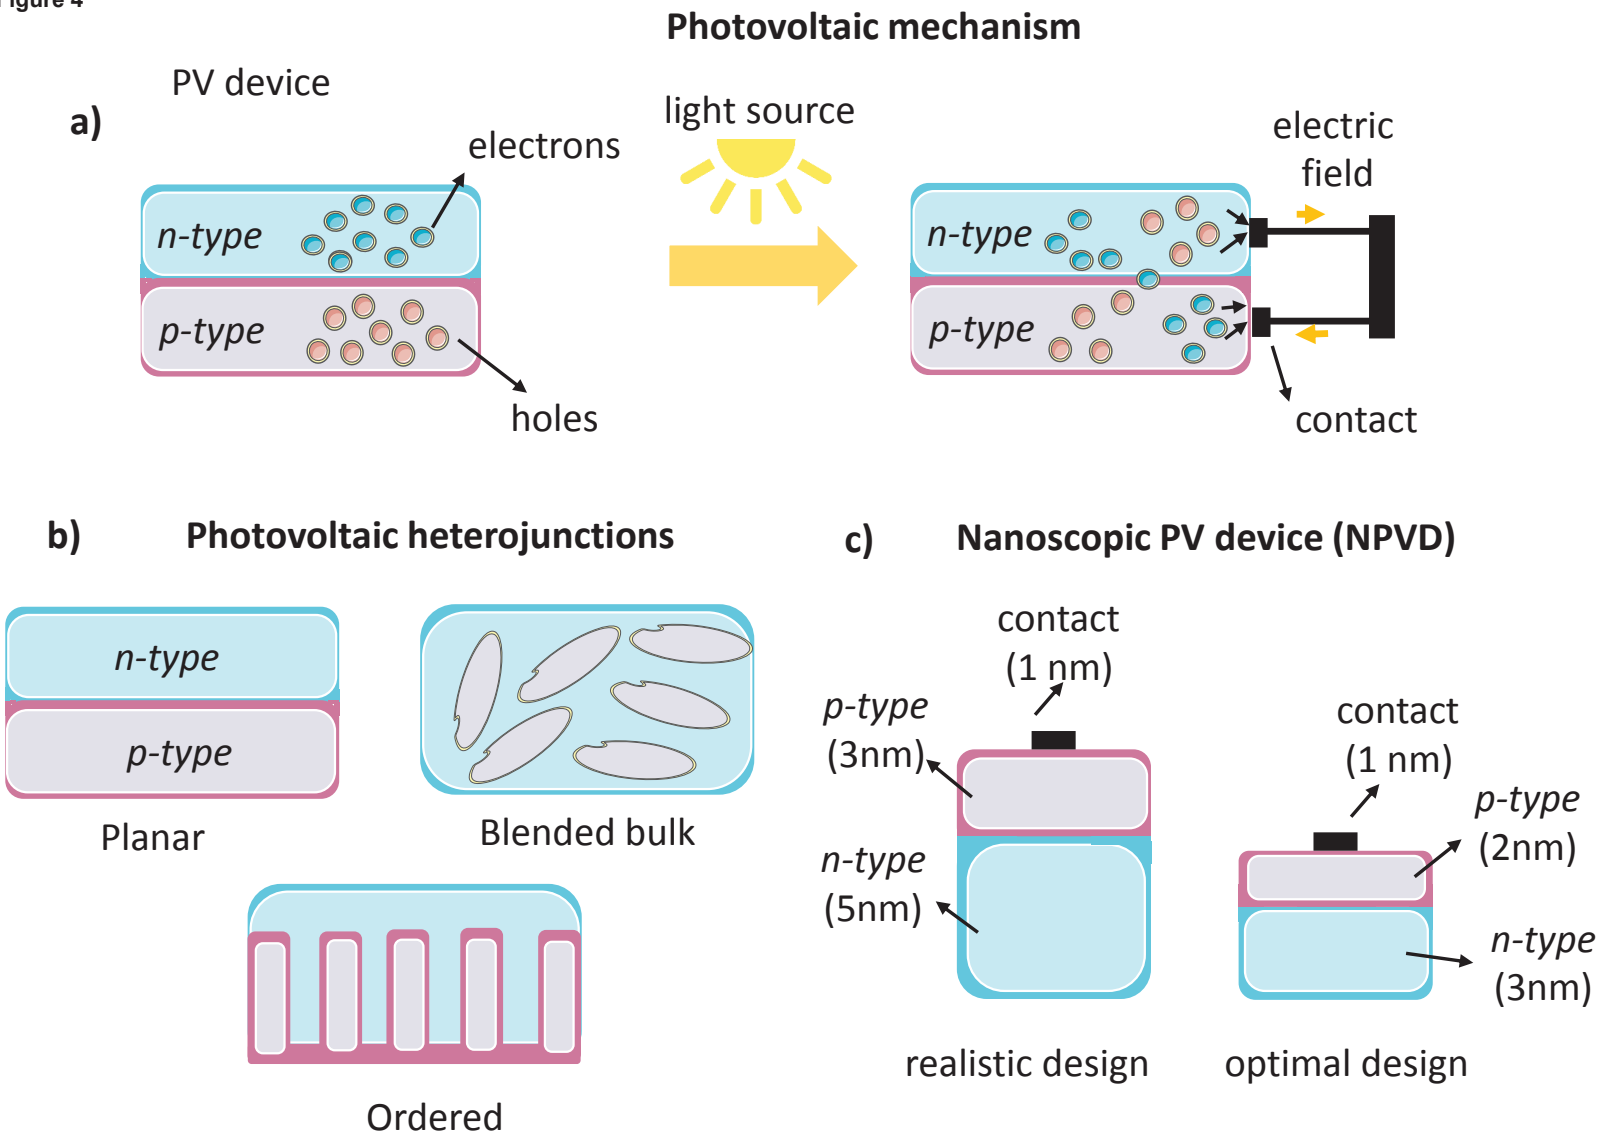 Figure 4
Photovoltaic mechanism
PV device
a)
electrons
n-type
p-type
holes
light source
electric
field
n-type
p-type
contact
b)
Photovoltaic heterojunctions
n-type
p-type
Planar
Blended bulk
Ordered
c)
Nanoscopic PV device (NPVD)
contact
(1 nm)
p-type
(3nm)
n-type
(5nm)
realistic design
contact
(1 nm)
p-type
(2nm)
n-type
(3nm)
optimal design